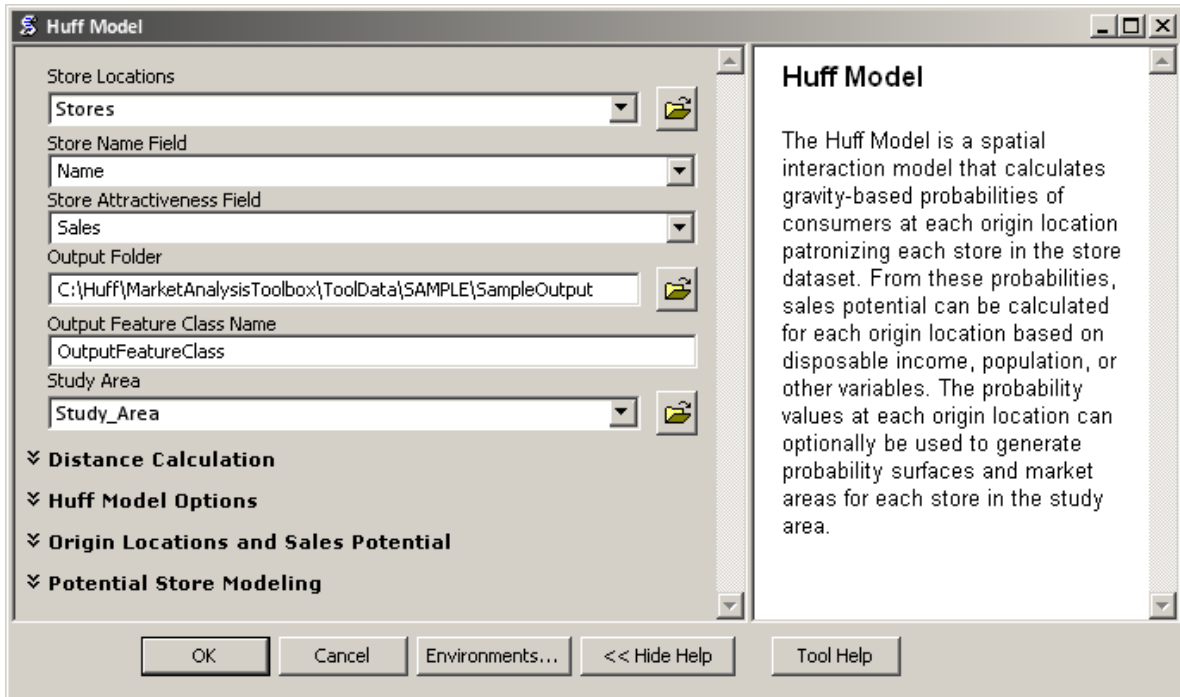 Huff Model
Store Locations
Stores
Store Name Field
Name
Store Attractiveness Field
Sales
Output Folder
C:\Huff\MarketAnalysisToolbox\ToolData\SAMPLE\SampleOutput
Output Feature Class Name
OutputFeatureClass
Study Area
Study_Area
Distance Calculation
Huff Model Options
Origin Locations and Sales Potential
Potential Store Modeling
Huff Model
The Huff Model is a spatial
interaction model that calculates
gravity-based probabilities of
consumers at each origin location
patronizing each store in the store
dataset. From these probabilities,
sales potential can be calculated
for each origin location based on
disposable income, population, or
other variables. The probability
values at each origin location can
optionally be used to generate
probability surfaces and market
areas for each store in the study
area.
OK
Cancel
Environments...
<< Hide Help
Tool Help